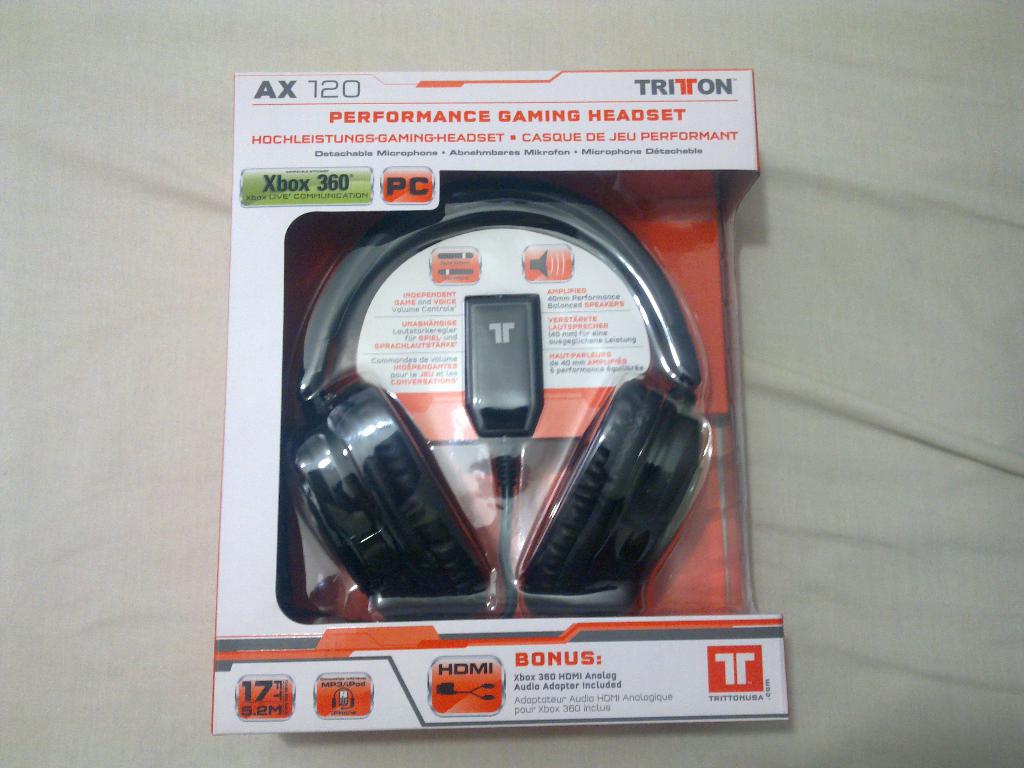 AX 120
TRITTON
PERFORMANCE GAMING HEADSET
HOCHLEISTUNGS-GAMING-HEADSET ▪ CASQUE DE JEU PERFORMANT
Detachable Microphone • Abnehmbares Mikrofon • Microphone Détachable
Xbox 360
Xbox LIVE COMMUNICATION
PC
INDEPENDENT
GAME and VOICE
Volume Controls
UNABHÄNGIGE
Lautstärkeregler
für SPIEL- und
SPRACHLAUTSTÄRKE
Commandes de volume
INDÉPENDANTES
pour le JEU et les
CONVERSATIONS
AMPLIFIED
40mm Performance
Balanced SPEAKERS
VERSTÄRKTE
LAUTSPRECHER
(40 mm) für eine
ausgeglichene Leistung
HAUT-PARLEURS
de 40 mm AMPLIFIÉS
à performance équilibrée
17 FT
5.2M
MP3/iPod
iPhone
HDMI
BONUS:
Xbox 360 HDMI Analog
Audio Adapter Included
Adaptateur Audio HDMI Analogique
pour Xbox 360 inclus
TRITTONUSA.com